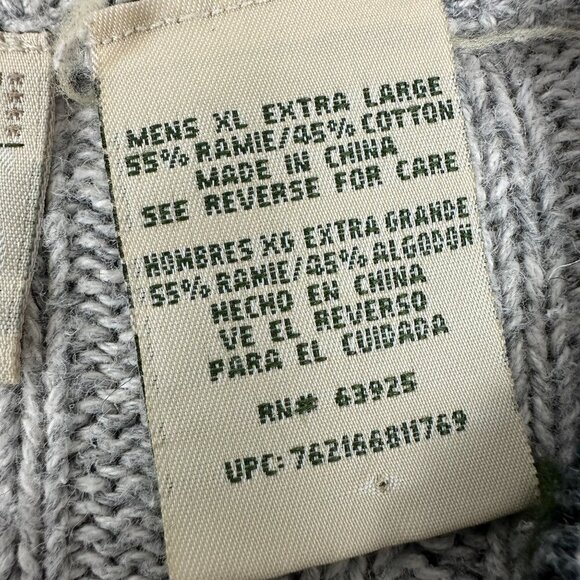 MENS XL EXTRA LARGE
55% RAMIE/45% COTTON
MADE IN CHINA
SEE REVERSE FOR CARE
HOMBRES XG EXTRA GRANDE
55% RAMIE/45% ALGODON
HECHO EN CHINA
VE EL REVERSO
PARA EL CUIDADA
RN# 63925
UPC: 762166811769